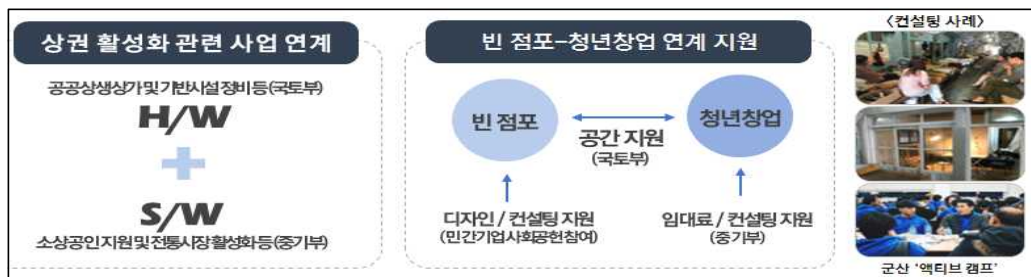 상권 활성화 관련 사업 연계
공공상생상가 및 기반시설 정비 등(국토부)
H/W
+
S/W
소상공인 지원 및 전통시장 활성화 등(중기부)
빈 점포-청년창업 연계 지원
빈 점포
청년창업
공간 지원
(국토부)
디자인 / 컨설팅 지원
(민간기업 사회공헌 참여)
임대료 / 컨설팅 지원
(중기부)
<컨설팅 사례>
군산 '액티브 캠프'